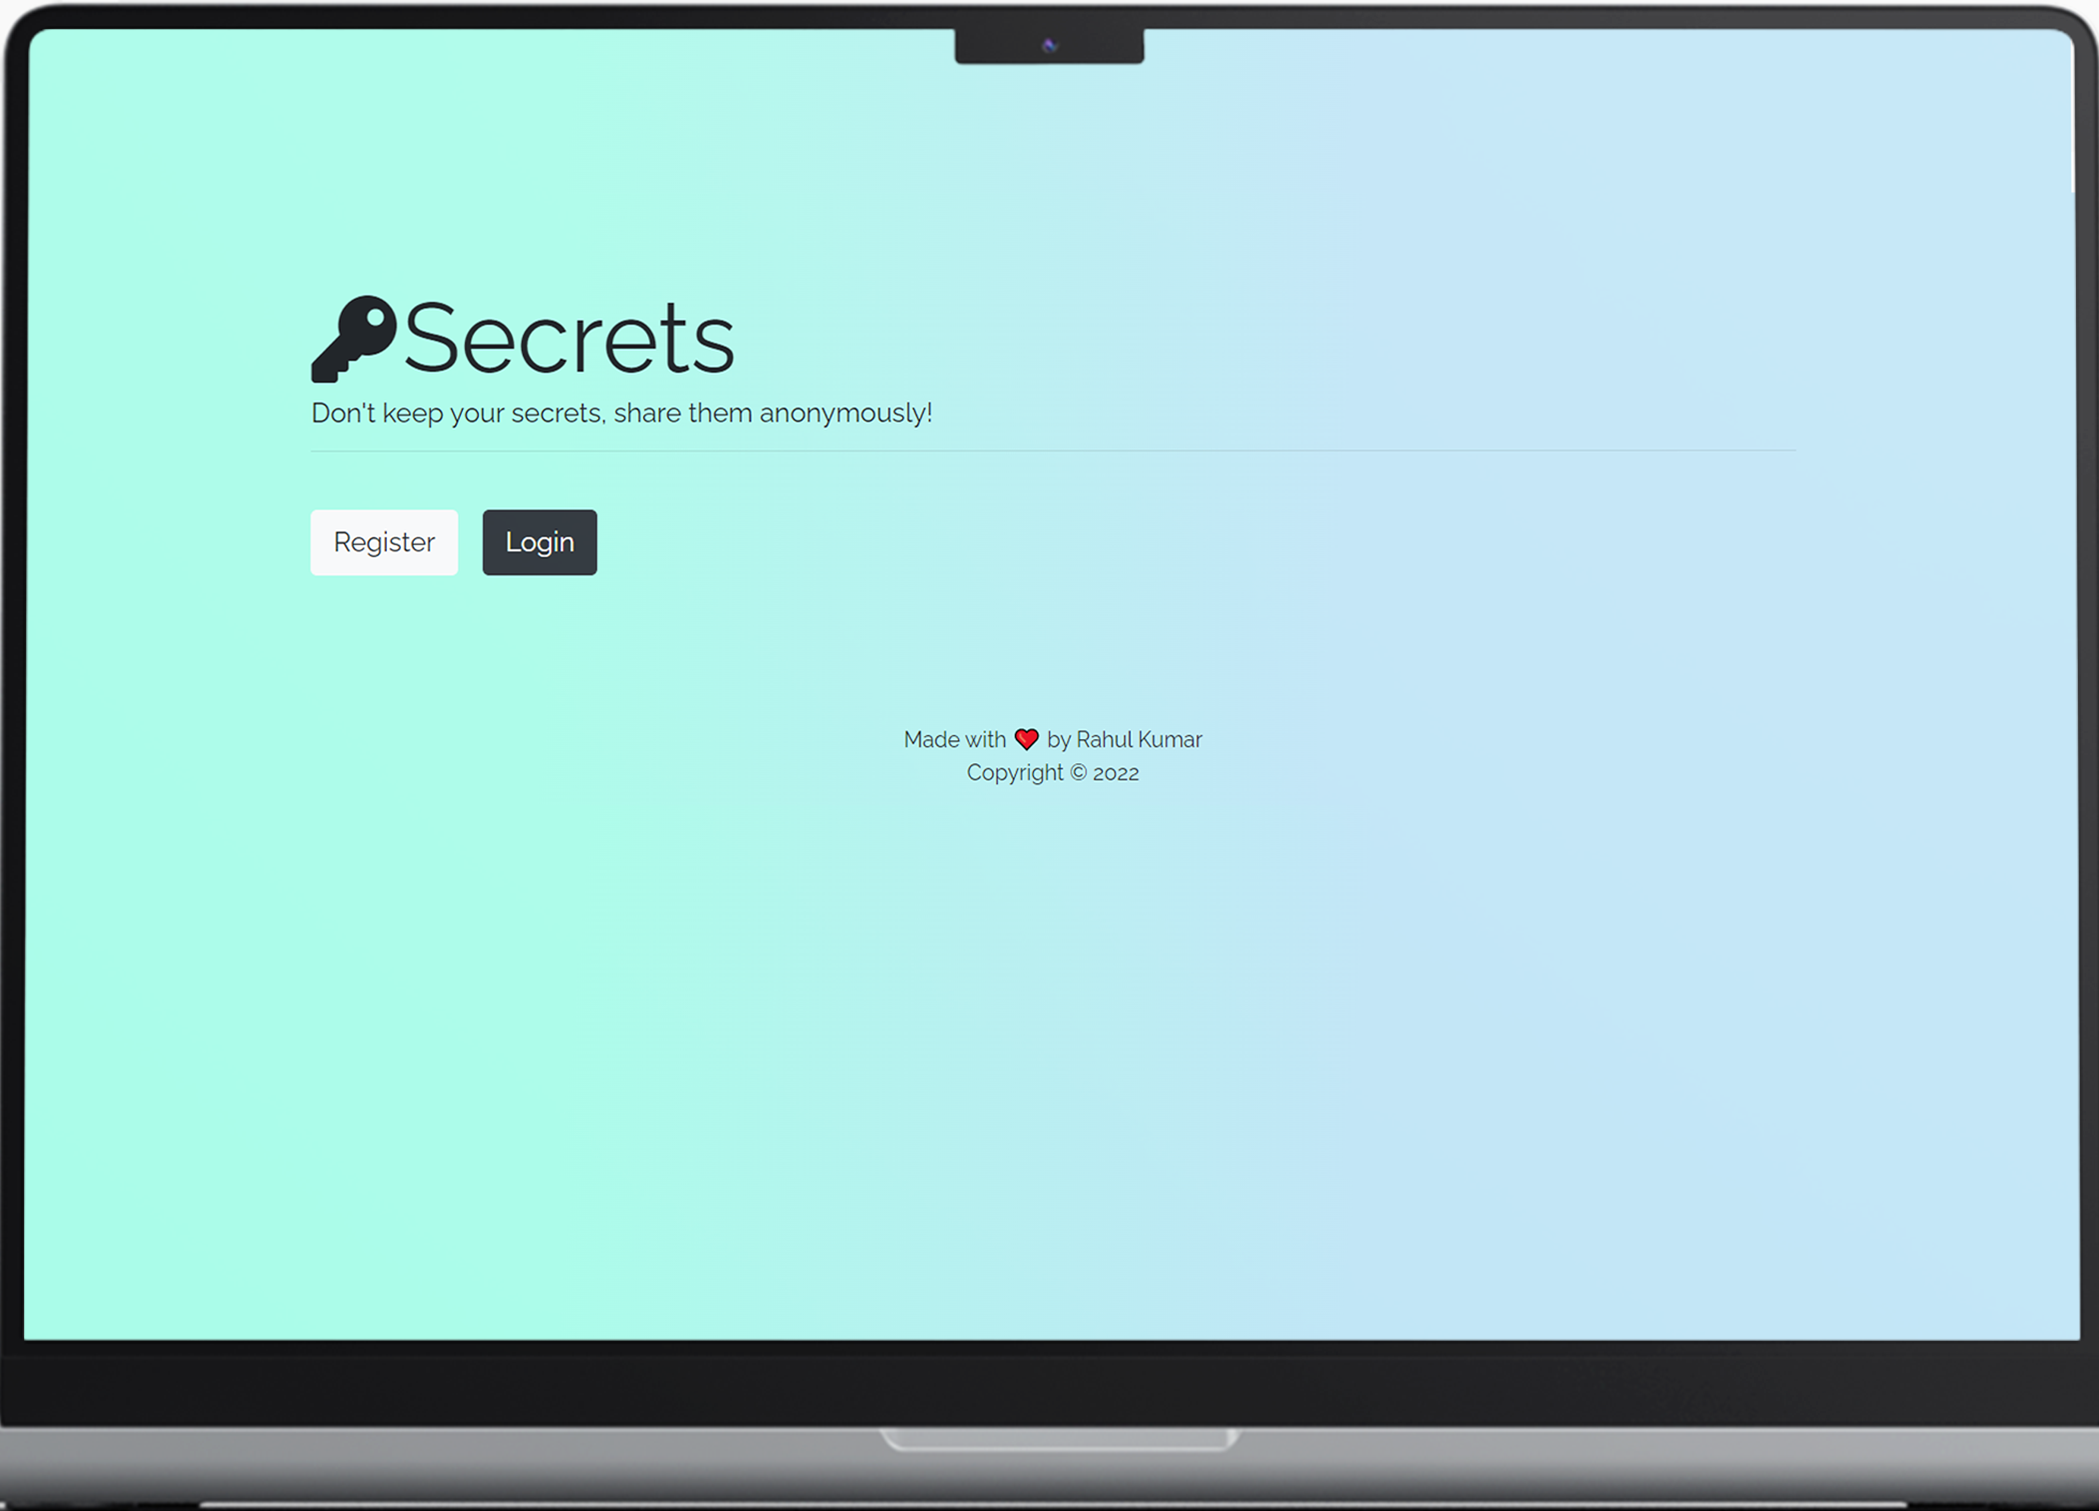 Secrets
Don't keep your secrets, share them anonymously!
Register
Login
Made with ❤️ by Rahul Kumar
Copyright © 2022